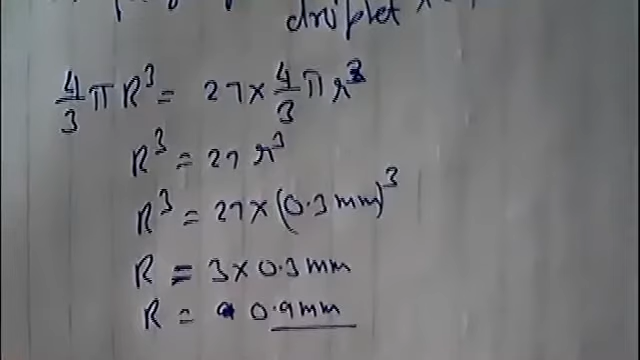 droplet
4/3 π R³ = 27 × 4/3 π r³
R³ = 27 r³
R³ = 27 × (0.3 mm)³
R = 3 × 0.3 mm
R = 0.9 mm